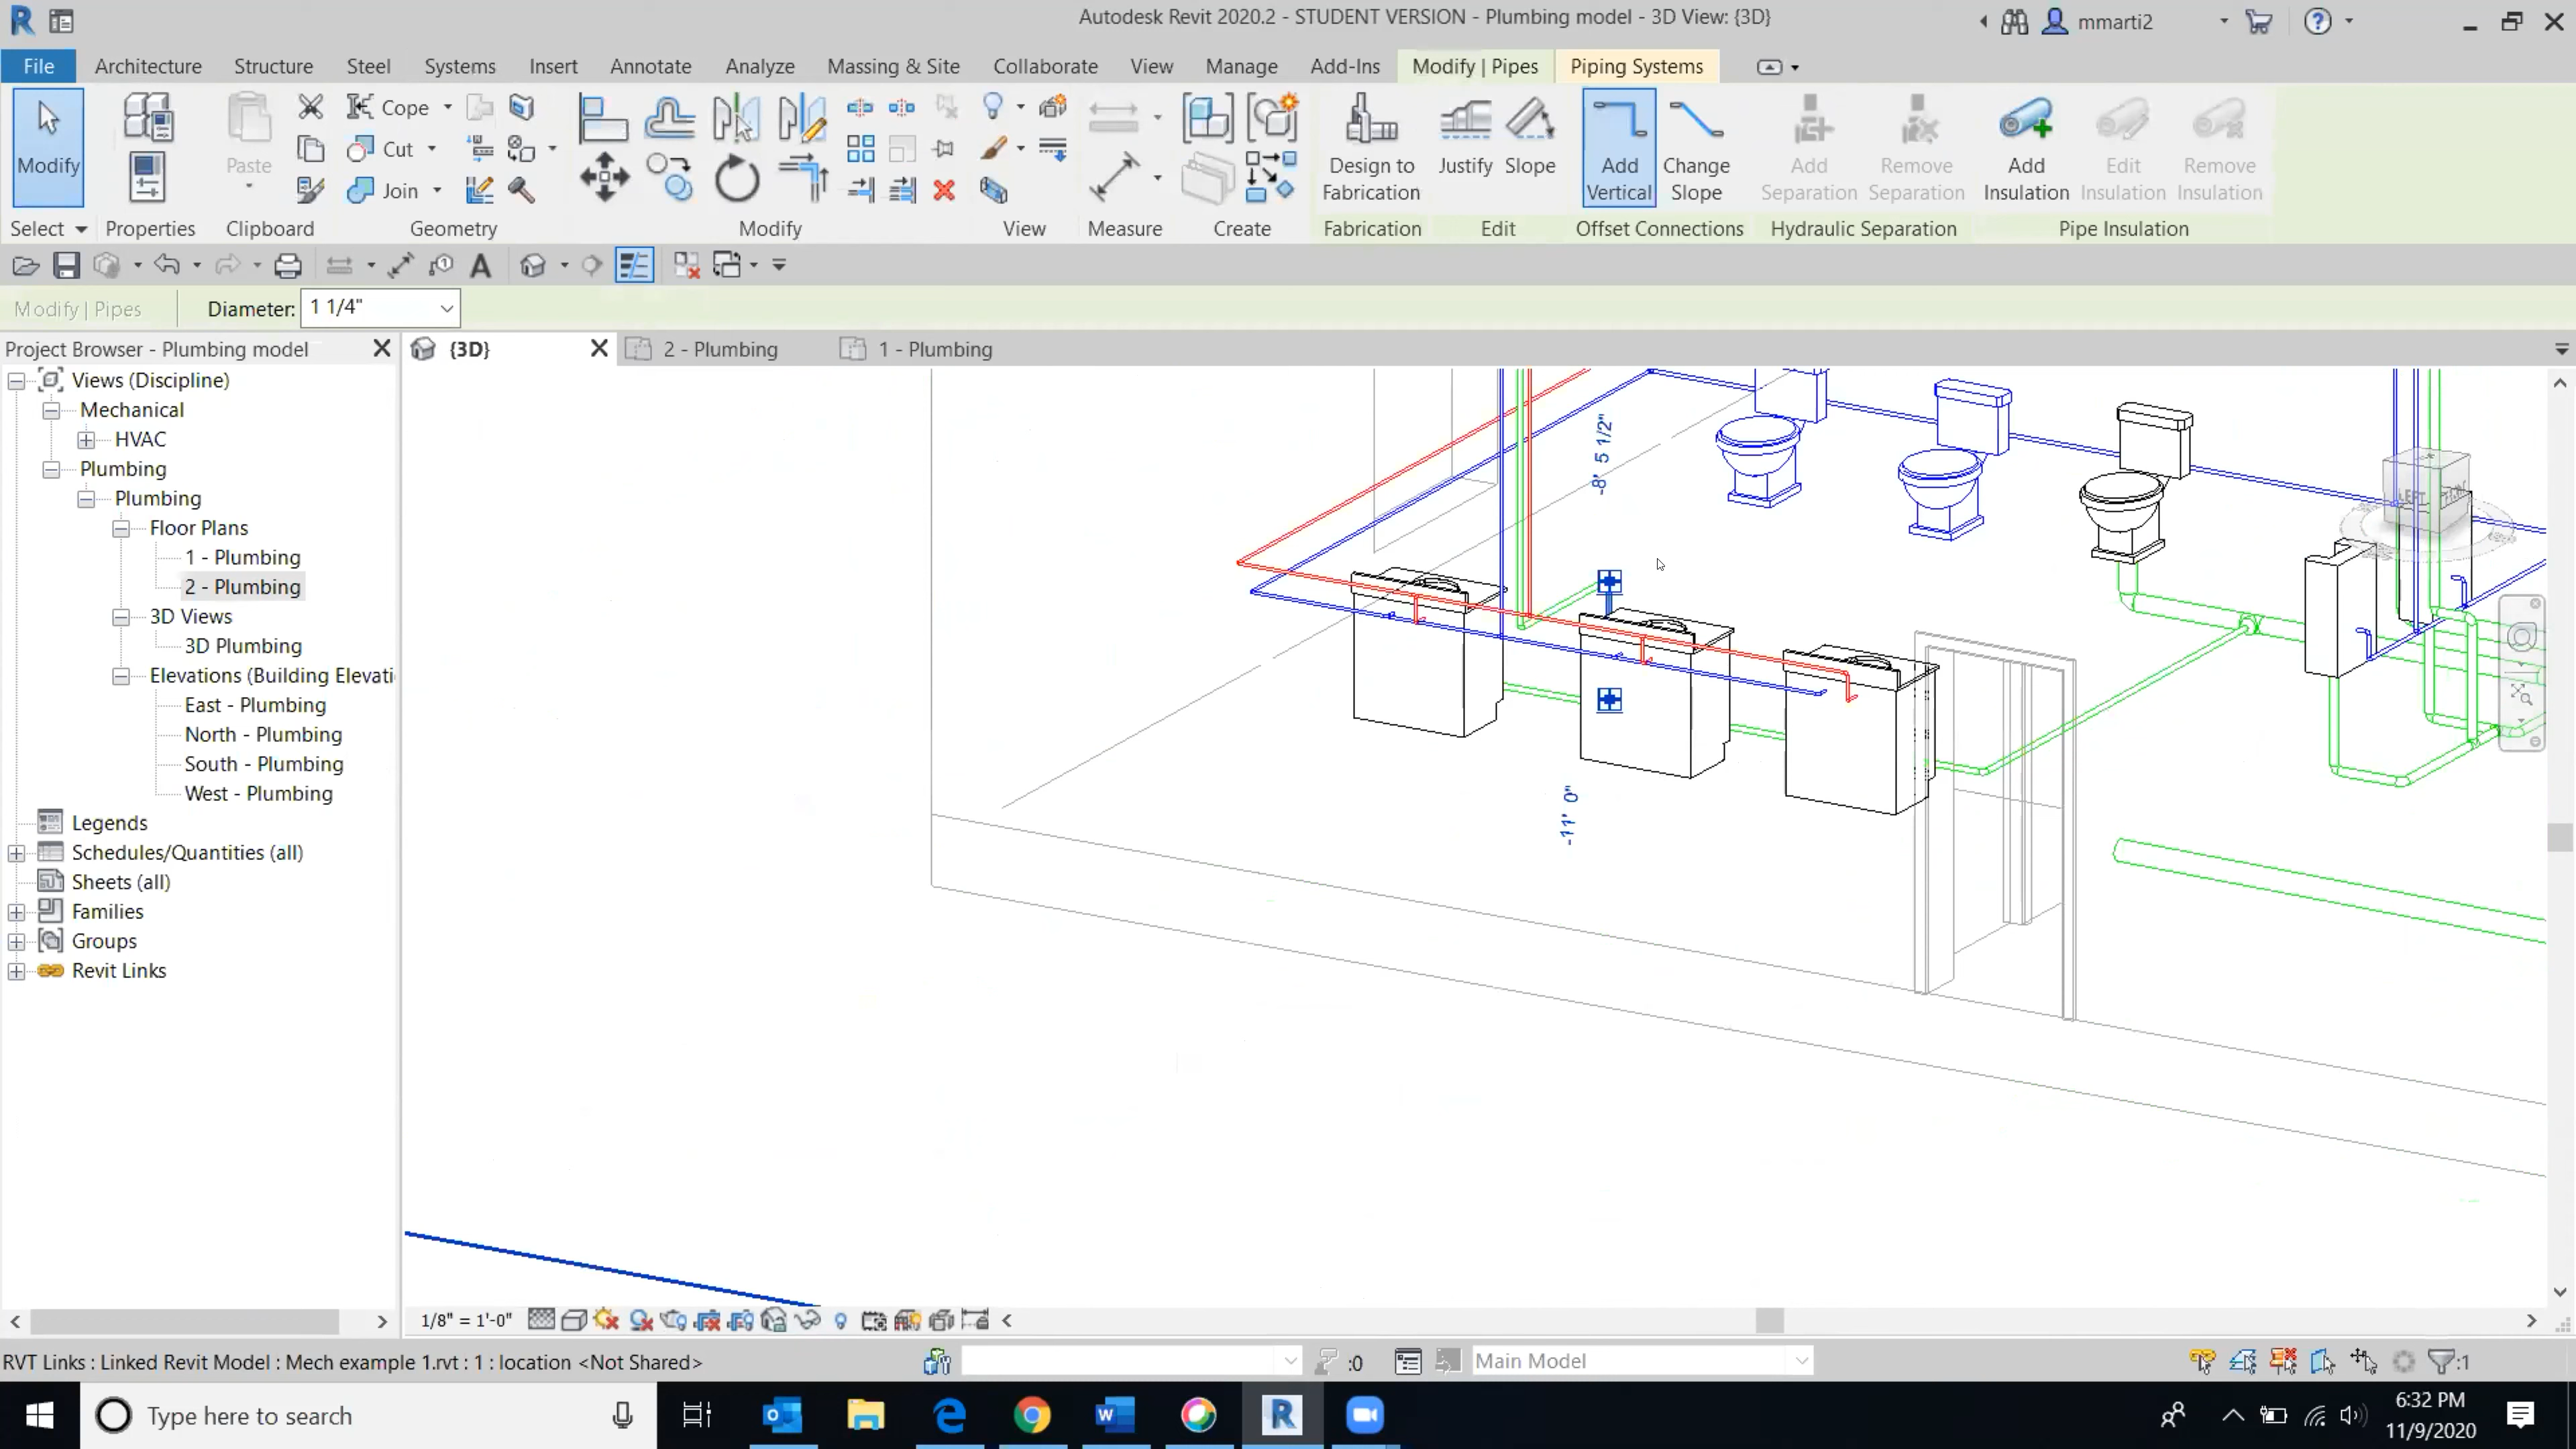 Autodesk Revit 2020.2 - STUDENT VERSION - Plumbing model - 3D View: {3D}
mmarti2
File Architecture Structure Steel Systems Insert Annotate Analyze Massing & Site Collaborate View Manage Add-Ins Modify | Pipes Piping Systems
Modify
Paste
Cope
Cut
Join
Design to Fabrication
Justify
Slope
Add Vertical
Change Slope
Add Separation
Remove Separation
Add Insulation
Edit Insulation
Remove Insulation
Select Properties Clipboard Geometry Modify View Measure Create Fabrication Edit Offset Connections Hydraulic Separation Pipe Insulation
Modify | Pipes Diameter: 1 1/4"
Project Browser - Plumbing model
{3D} 2 - Plumbing 1 - Plumbing
Views (Discipline)
Mechanical
HVAC
Plumbing
Plumbing
Floor Plans
1 - Plumbing
2 - Plumbing
3D Views
3D Plumbing
Elevations (Building Elevati
East - Plumbing
North - Plumbing
South - Plumbing
West - Plumbing
Legends
Schedules/Quantities (all)
Sheets (all)
Families
Groups
Revit Links
-8' 5 1/2"
-11' 0"
LEFT
1/8" = 1'-0"
RVT Links : Linked Revit Model : Mech example 1.rvt : 1 : location <Not Shared>
:0
Main Model
:1
Type here to search
6:32 PM
11/9/2020